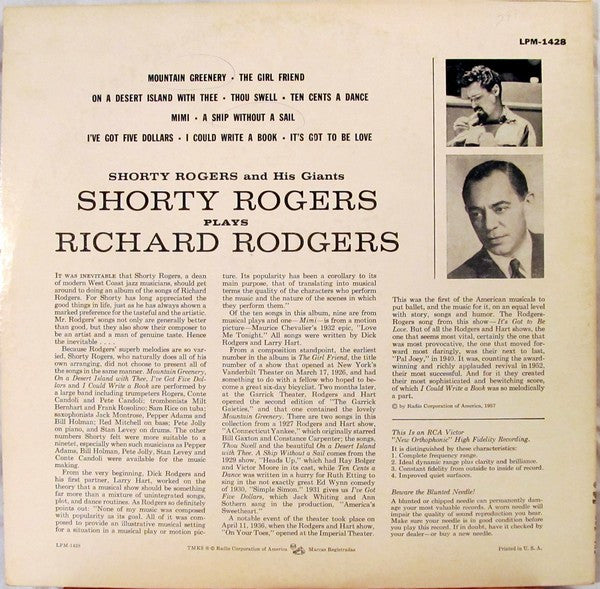 LPM-1428
MOUNTAIN GREENERY • THE GIRL FRIEND
ON A DESERT ISLAND WITH THEE • THOU SWELL • TEN CENTS A DANCE
MIMI • A SHIP WITHOUT A SAIL
I'VE GOT FIVE DOLLARS • I COULD WRITE A BOOK • IT'S GOT TO BE LOVE
SHORTY ROGERS and His Giants
SHORTY ROGERS
PLAYS
RICHARD RODGERS
IT WAS INEVITABLE that Shorty Rogers, a dean
of modern West Coast jazz musicians, should get
around to doing an album of the songs of Richard
Rodgers. For Shorty has long appreciated the
good things in life, just as he has always shown a
marked preference for the tasteful and the artistic.
Mr. Rodgers' songs not only are generally better
than good, but they also show their composer to
be an artist and a man of genuine taste. Hence
the inevitability . . . .
Because Rodgers' superb melodies are so var-
ied, Shorty Rogers, who naturally does all of his
own arranging, did not choose to present all of
the songs in the same manner. Mountain Greenery,
On a Desert Island with Thee, I've Got Five Dol-
lars and I Could Write a Book are performed by
a large band including trumpeters Rogers, Conte
Candoli and Pete Candoli; trombonists Milt
Bernhart and Frank Rosolino; Sam Rice on tuba;
saxophonists Jack Montrose, Pepper Adams and
Bill Holman; Red Mitchell on bass; Pete Jolly
on piano, and Stan Levey on drums. The other
numbers Shorty felt were more suitable to a
ninetet, especially when such musicians as Pepper
Adams, Bill Holman, Pete Jolly, Stan Levey and
Conte Candoli were available for the music
making.
From the very beginning, Dick Rodgers and
his first partner, Larry Hart, worked on the
theory that a musical show should be something
far more than a mixture of unintegrated songs,
plot, and dance routines. As Rodgers so definitely
points out: "None of my music was composed
with popularity as its goal. All of it was com-
posed to provide an illustrative musical setting
for a situation in a musical play or motion pic-
ture. Its popularity has been a corollary to its
main purpose, that of translating into musical
terms the quality of the characters who perform
the music and the nature of the scenes in which
they perform them."
Of the ten songs in this album, nine are from
musical plays and one—Mimi—is from a motion
picture—Maurice Chevalier's 1932 epic, "Love
Me Tonight." All songs were written by Dick
Rodgers and Larry Hart.
From a composition standpoint, the earliest
number in the album is The Girl Friend, the title
number of a show that opened at New York's
Vanderbilt Theater on March 17, 1926, and had
something to do with a fellow who hoped to be-
come a great six-day bicyclist. Two months later,
at the Garrick Theater, Rodgers and Hart
opened the second edition of "The Garrick
Gaieties," and that one contained the lovely
Mountain Greenery. There are two songs in this
collection from a 1927 Rodgers and Hart show,
"A Connecticut Yankee," which originally starred
Bill Gaxton and Constance Carpenter; the songs,
Thou Swell and the beautiful On a Desert Island
with Thee. A Ship Without a Sail comes from the
1929 show, "Heads Up," which had Ray Bolger
and Victor Moore in its cast, while Ten Cents a
Dance was written in a hurry for Ruth Etting to
sing in the not exactly great Ed Wynn comedy
of 1930, "Simple Simon." 1931 gives us I've Got
Five Dollars, which Jack Whiting and Ann
Sothern sang in the production, "America's
Sweetheart."
A notable event of the theater took place on
April 11, 1936, when the Rodgers and Hart show,
"On Your Toes," opened at the Imperial Theater.
This was the first of the American musicals to
put ballet, and the music for it, on an equal level
with story, songs and humor. The Rodgers-
Rogers song from this show—It's Got to Be
Love. But of all the Rodgers and Hart shows, the
one that seems most vital, certainly the one that
was most provocative, the one that moved for-
ward most daringly, was their next to last,
"Pal Joey," in 1940. It was, counting the award-
winning and richly applauded revival in 1952,
their most successful. And for it they created
their most sophisticated and bewitching score,
of which I Could Write a Book was so melodically
a part.
© by Radio Corporation of America, 1957
This Is an RCA Victor
"New Orthophonic" High Fidelity Recording.
It is distinguished by these characteristics:
1. Complete frequency range.
2. Ideal dynamic range plus clarity and brilliance.
3. Constant fidelity from outside to inside of record.
4. Improved quiet surfaces.
Beware the Blunted Needle!
A blunted or chipped needle can permanently dam-
age your most valuable records. A worn needle will
impair the quality of sound reproduction you hear.
Make sure your needle is in good condition before
you play this record. If in doubt, have it checked by
your dealer—or buy a new needle.
LPM-1428
TMKS ® © Radio Corporation of America
Marcas Registradas
Printed in U. S. A.